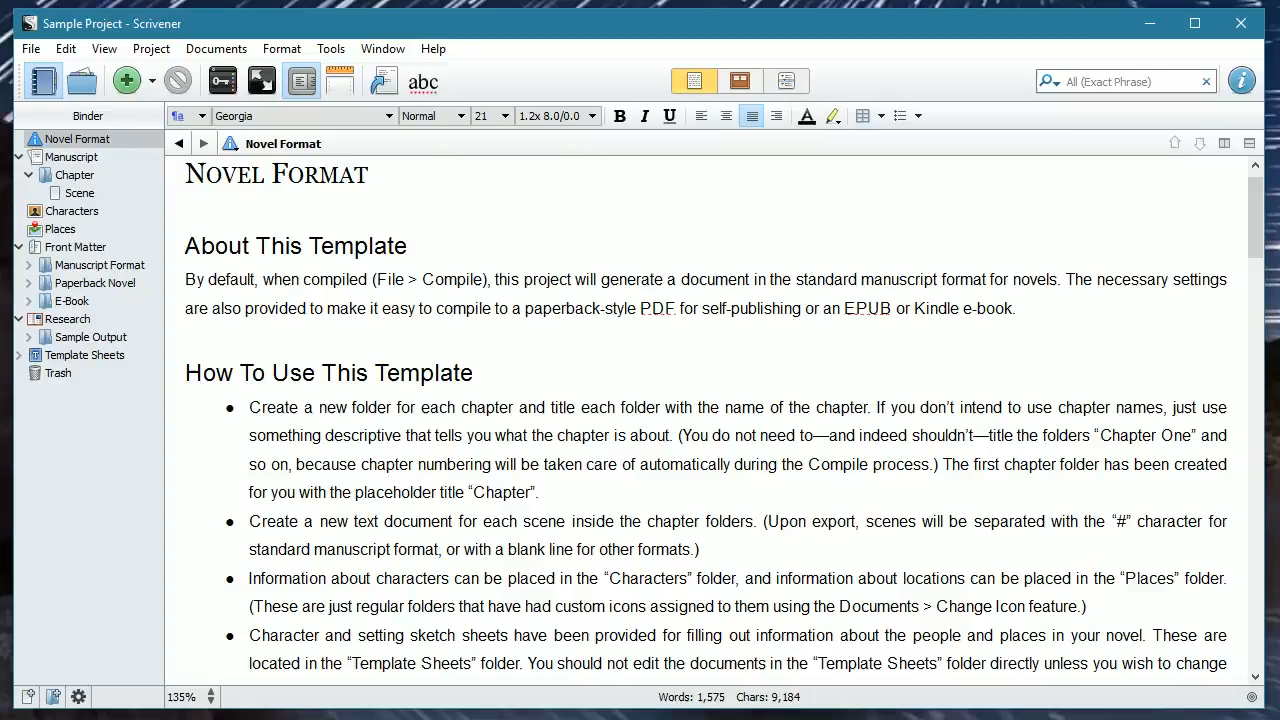 Sample Project - Scrivener
File Edit View Project Documents Format Tools Window Help
abc
All (Exact Phrase)
Binder
¶a Georgia Normal 21 1.2x 8.0/0.0 B I U A
Novel Format
Novel Format
Manuscript
Chapter
Scene
Characters
Places
Front Matter
Manuscript Format
Paperback Novel
E-Book
Research
Sample Output
Template Sheets
Trash
NOVEL FORMAT
About This Template
By default, when compiled (File > Compile), this project will generate a document in the standard manuscript format for novels. The necessary settings
are also provided to make it easy to compile to a paperback-style PDF for self-publishing or an EPUB or Kindle e-book.
How To Use This Template
● Create a new folder for each chapter and title each folder with the name of the chapter. If you don’t intend to use chapter names, just use
something descriptive that tells you what the chapter is about. (You do not need to—and indeed shouldn’t—title the folders “Chapter One” and
so on, because chapter numbering will be taken care of automatically during the Compile process.) The first chapter folder has been created
for you with the placeholder title “Chapter”.
● Create a new text document for each scene inside the chapter folders. (Upon export, scenes will be separated with the “#” character for
standard manuscript format, or with a blank line for other formats.)
● Information about characters can be placed in the “Characters” folder, and information about locations can be placed in the “Places” folder.
(These are just regular folders that have had custom icons assigned to them using the Documents > Change Icon feature.)
● Character and setting sketch sheets have been provided for filling out information about the people and places in your novel. These are
located in the “Template Sheets” folder. You should not edit the documents in the “Template Sheets” folder directly unless you wish to change
135%
Words: 1,575 Chars: 9,184